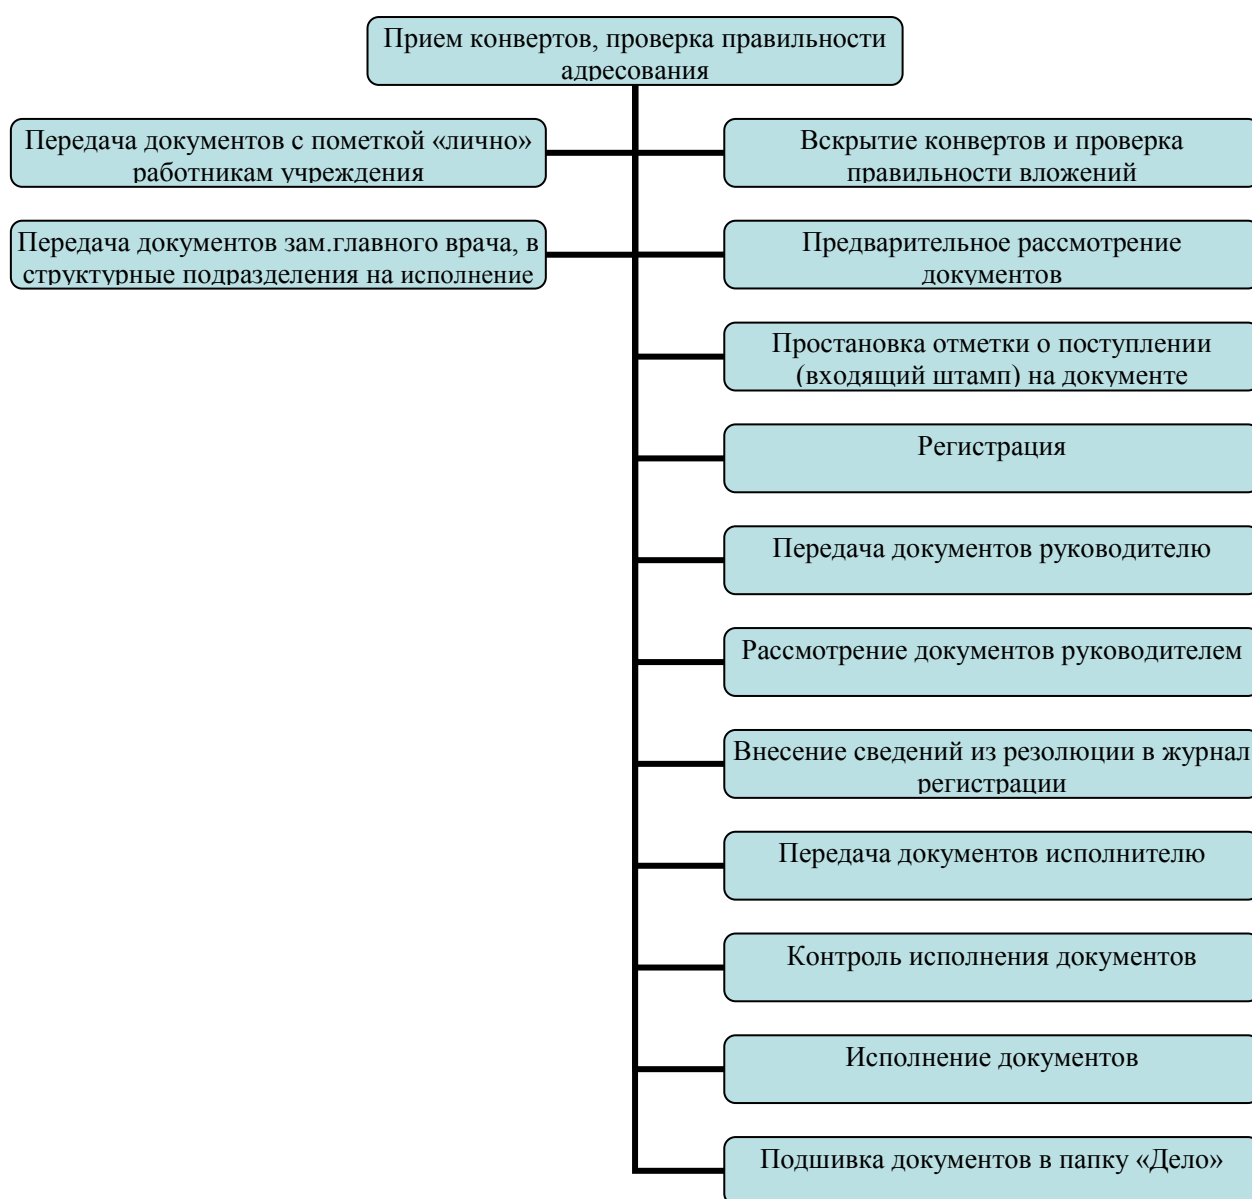 Прием конвертов, проверка правильности
адресования
Передача документов с пометкой «лично»
работникам учреждения
Вскрытие конвертов и проверка
правильности вложений
Передача документов зам.главного врача, в
структурные подразделения на исполнение
Предварительное рассмотрение
документов
Простановка отметки о поступлении
(входящий штамп) на документе
Регистрация
Передача документов руководителю
Рассмотрение документов руководителем
Внесение сведений из резолюции в журнал
регистрации
Передача документов исполнителю
Контроль исполнения документов
Исполнение документов
Подшивка документов в папку «Дело»